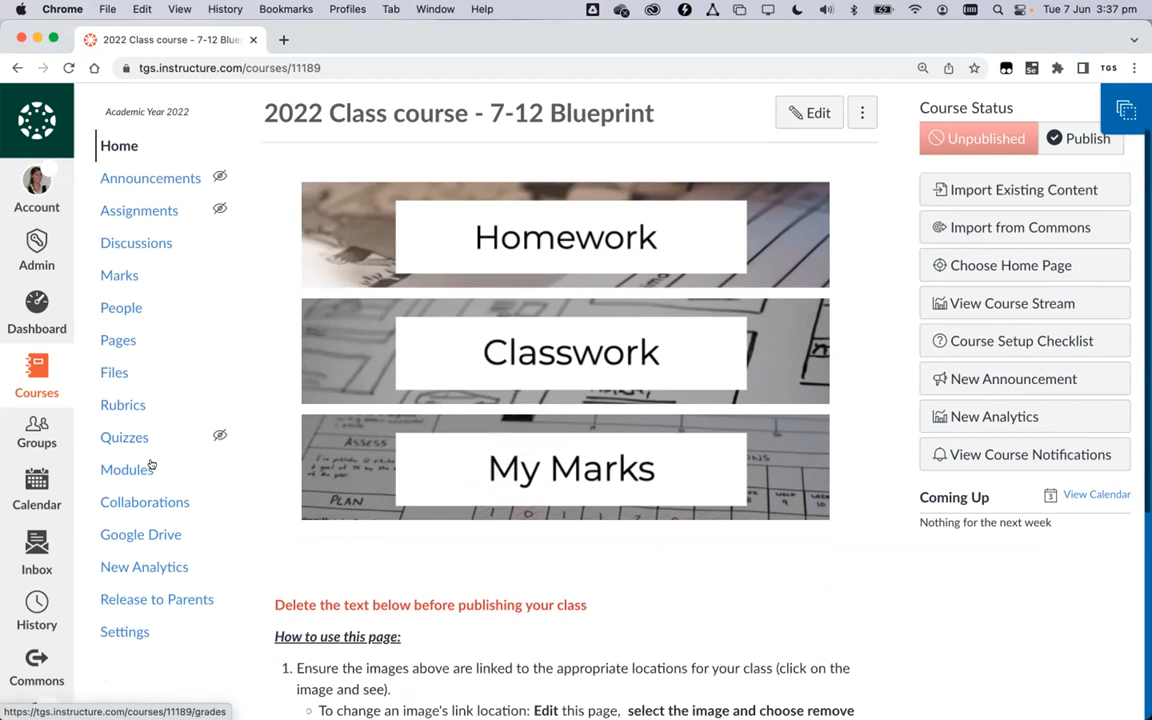 Chrome File Edit View History Bookmarks Profiles Tab Window Help Tue 7 Jun 3:37 pm
2022 Class course - 7-12 Blue
tgs.instructure.com/courses/11189
TGS
Academic Year 2022
Home
Announcements
Assignments
Discussions
Marks
People
Pages
Files
Rubrics
Quizzes
Modules
Collaborations
Google Drive
New Analytics
Release to Parents
Settings
Account
Admin
Dashboard
Courses
Groups
Calendar
Inbox
History
Commons
2022 Class course - 7-12 Blueprint
Edit
Homework
Classwork
My Marks
ASSESS
PLAN
Delete the text below before publishing your class
How to use this page:
1. Ensure the images above are linked to the appropriate locations for your class (click on the
image and see).
To change an image's link location: Edit this page, select the image and choose remove
Course Status
Unpublished Publish
Import Existing Content
Import from Commons
Choose Home Page
View Course Stream
Course Setup Checklist
New Announcement
New Analytics
View Course Notifications
Coming Up
3 View Calendar
Nothing for the next week
https://tgs.instructure.com/courses/11189/grades